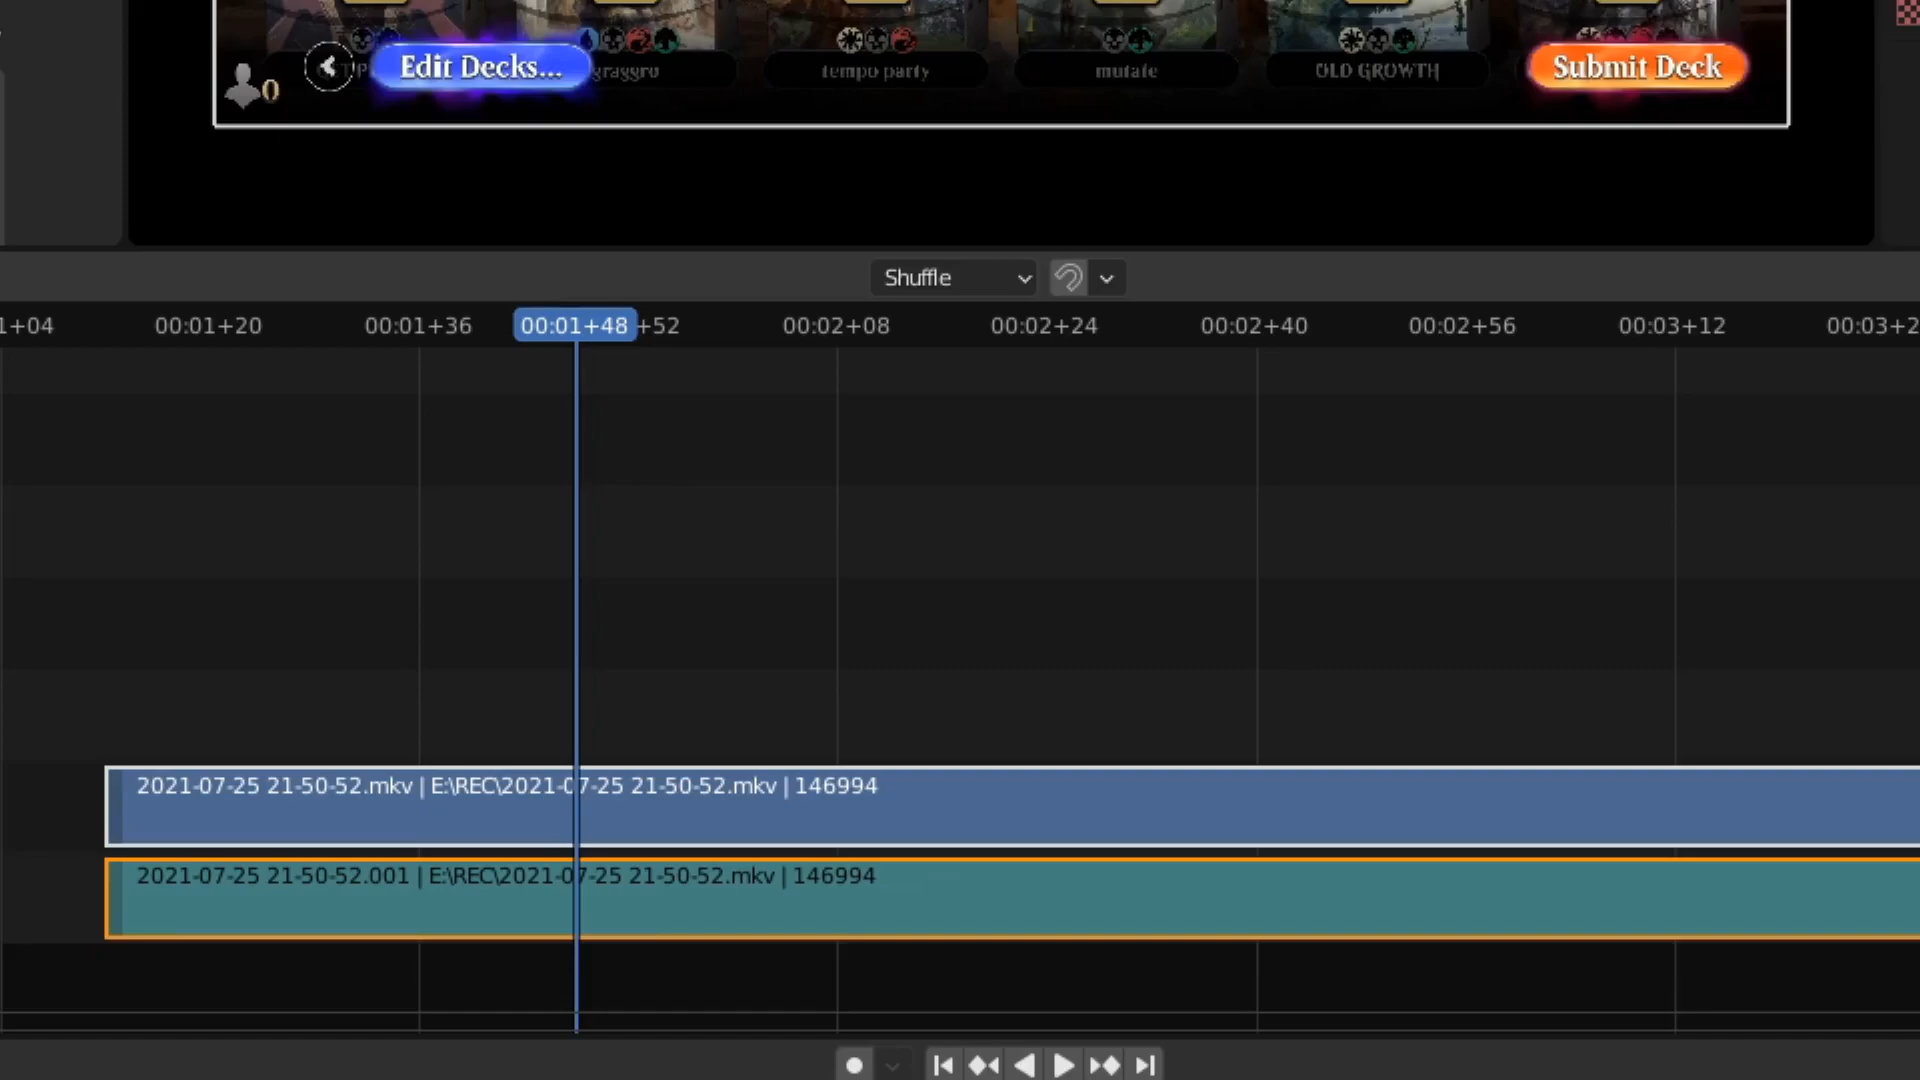 Edit Decks...
graggro
tempo party
mutate
OLD GROWTH
Submit Deck
0
Shuffle
1+04
00:01+20
00:01+36
00:01+48
+52
00:02+08
00:02+24
00:02+40
00:02+56
00:03+12
00:03+2
2021-07-25 21-50-52.mkv | E:\REC\2021-07-25 21-50-52.mkv | 146994
2021-07-25 21-50-52.001 | E:\REC\2021-07-25 21-50-52.mkv | 146994